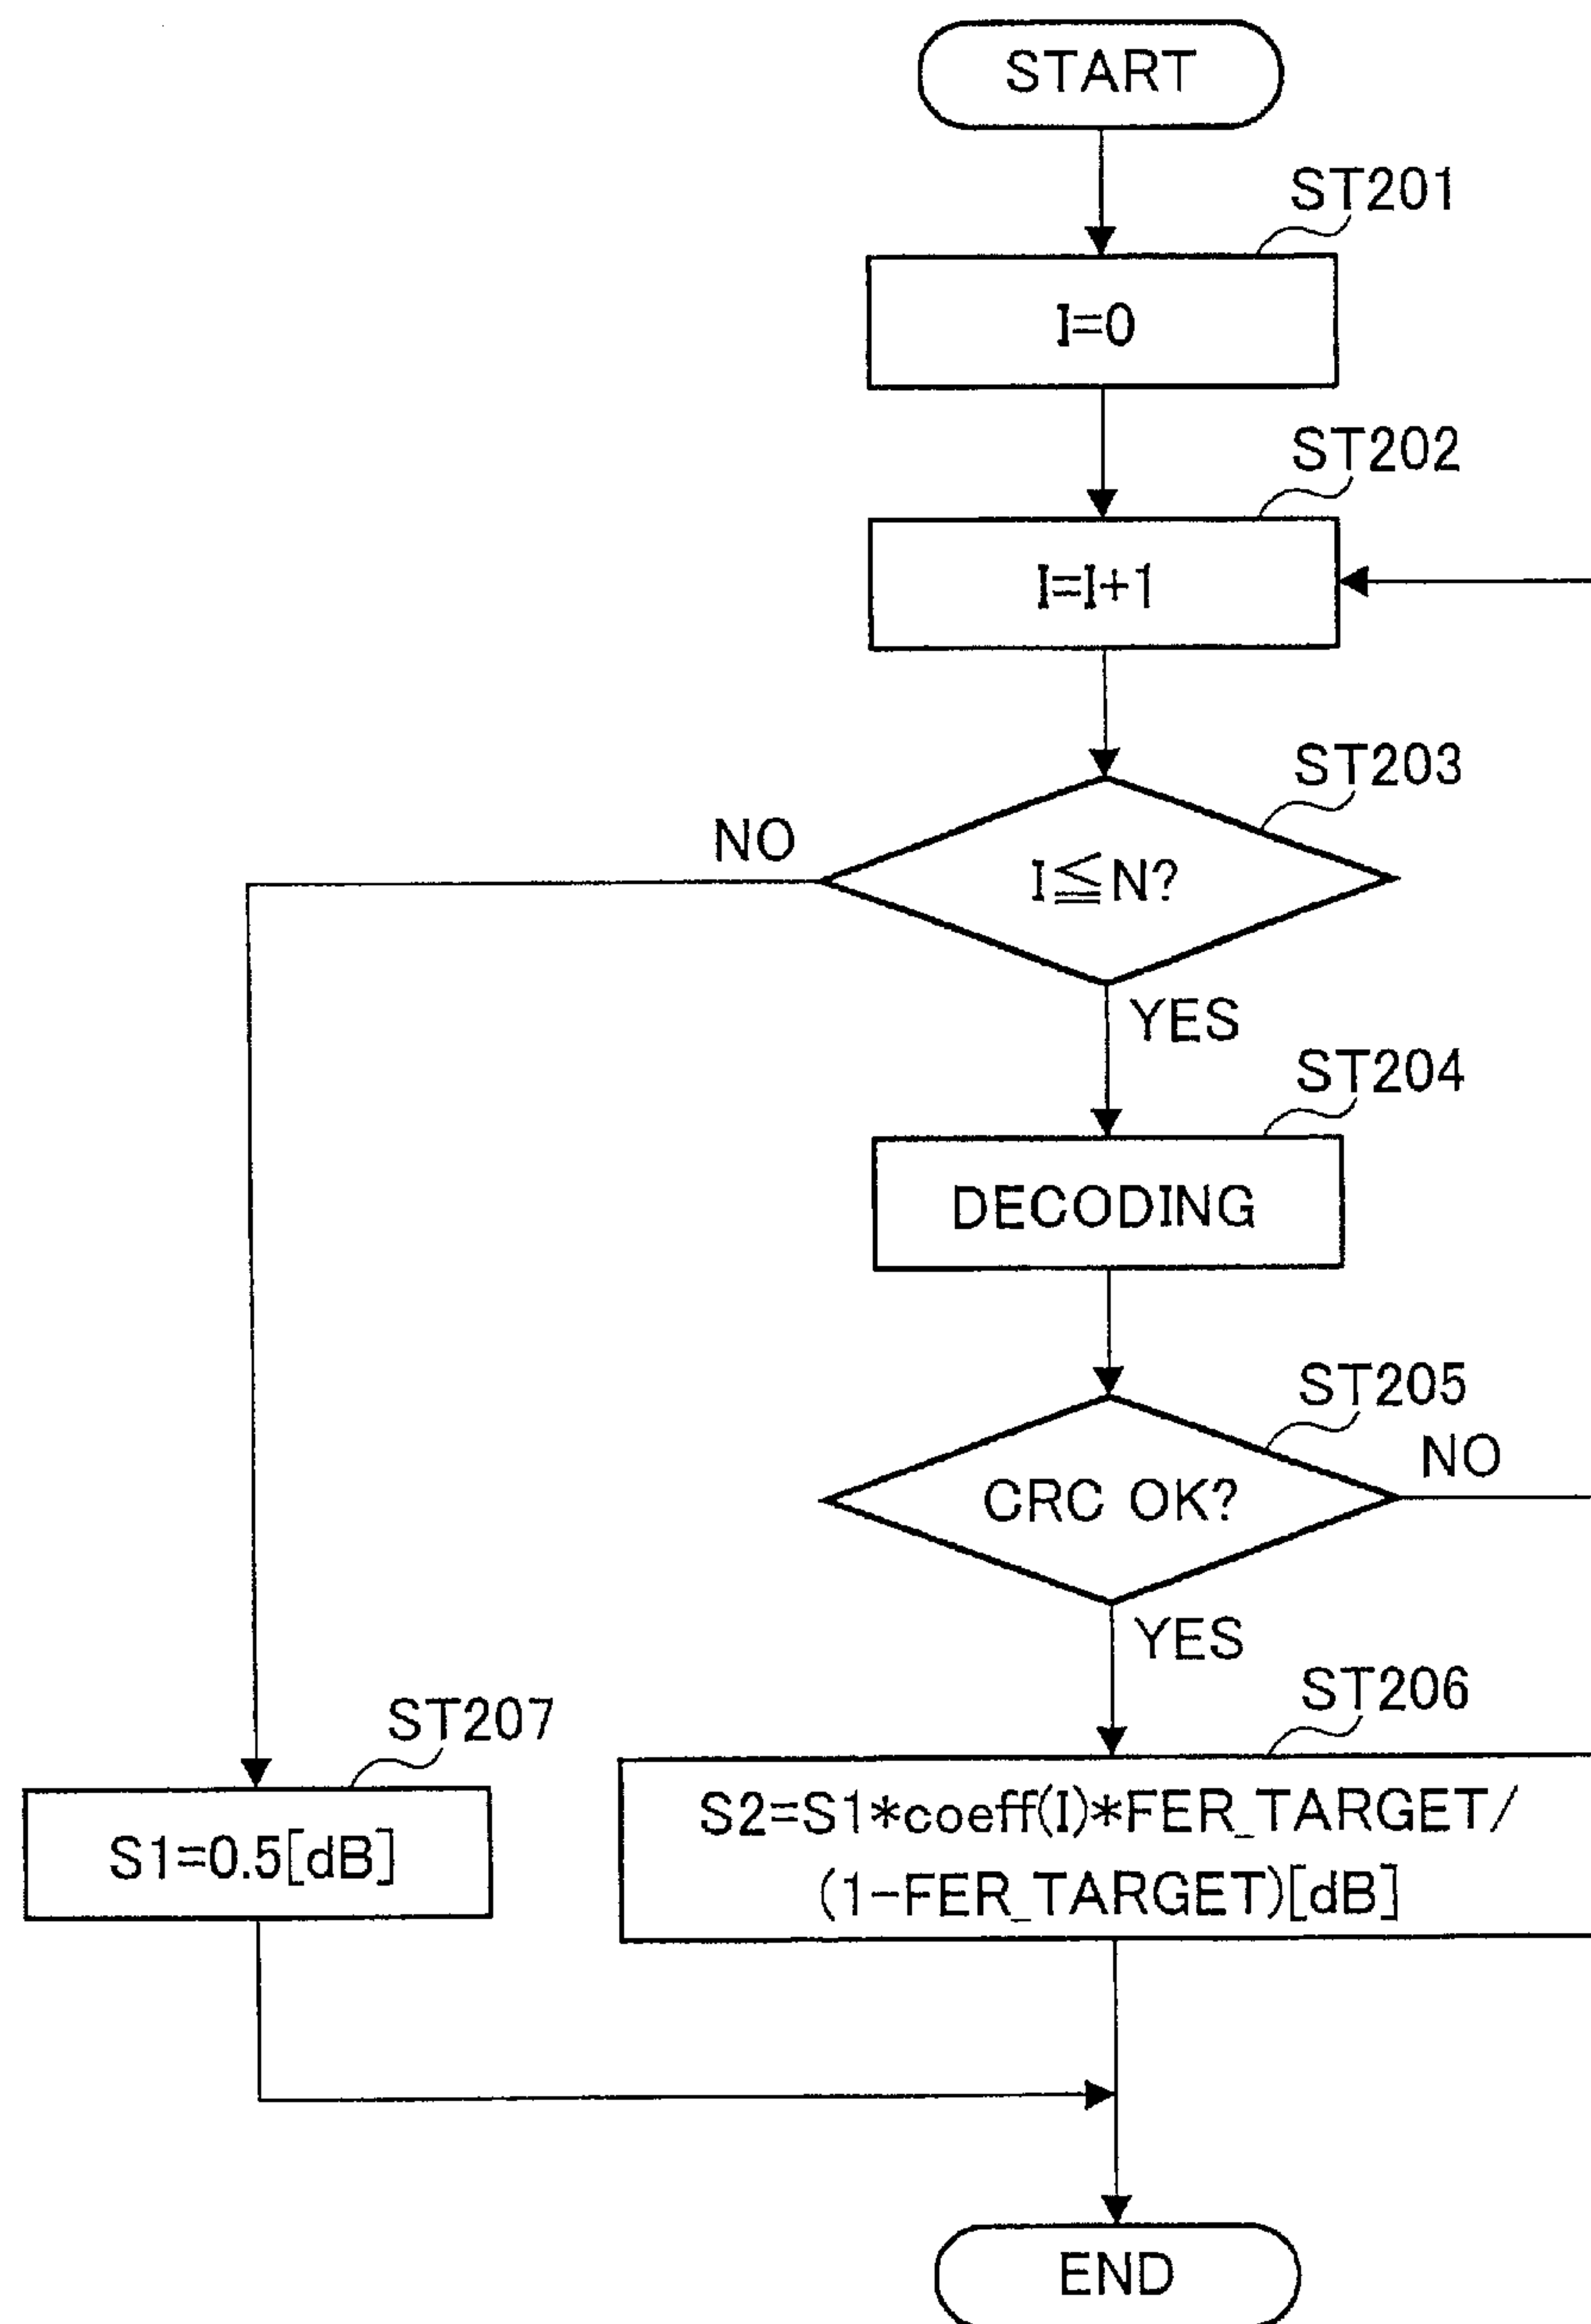 START
ST201
I=0
ST202
I=I+1
ST203
NO
I≦N?
YES
ST204
DECODING
ST205
NO
CRC OK?
YES
ST206
ST207
S2=S1*coeff(I)*FER_TARGET/
(1-FER_TARGET)[dB]
S1=0.5[dB]
END